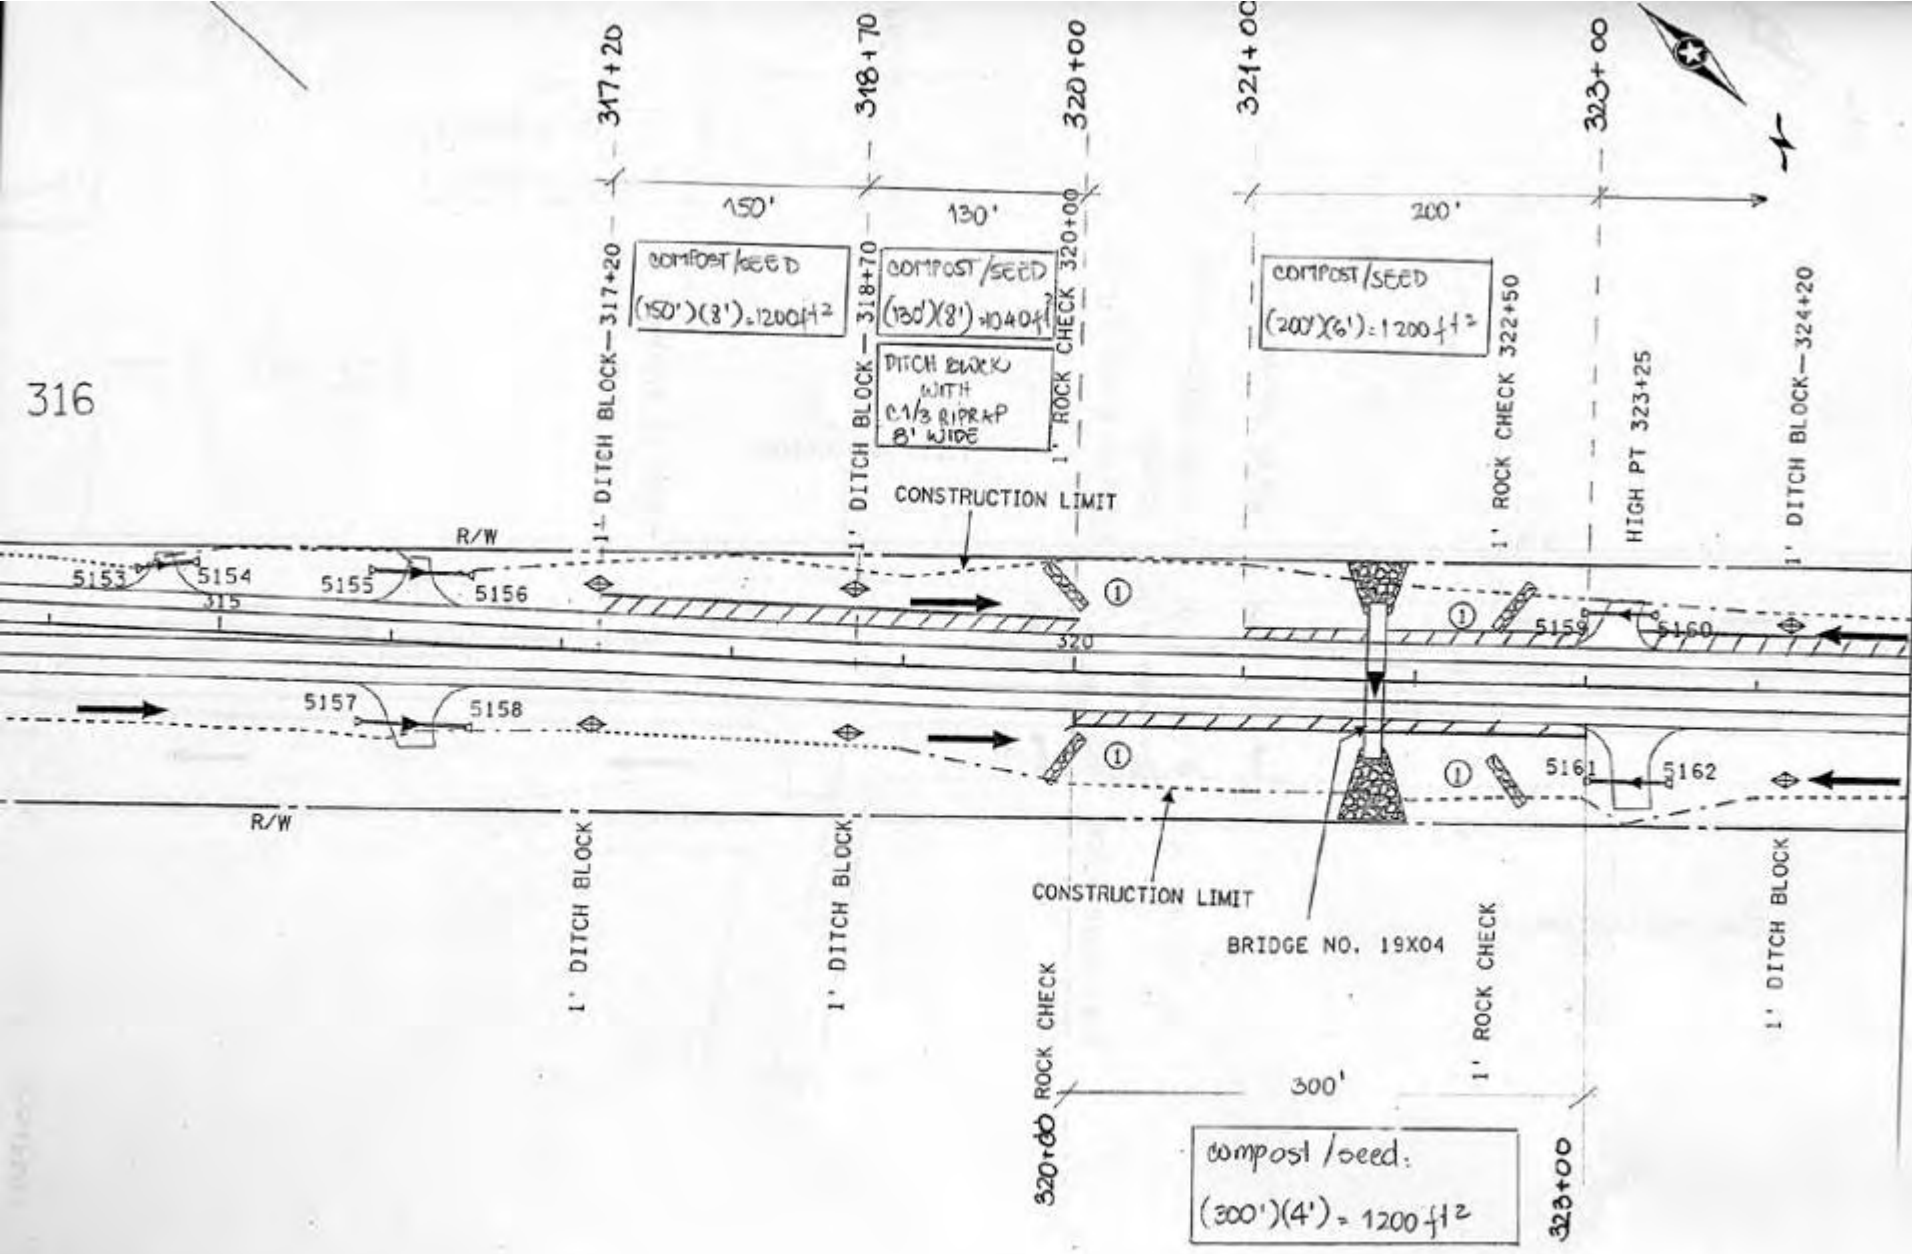 317+20
318+70
320+00
321+00
323+00
N
150'
130'
200'
COMPOST/SEED
(150')(8')=1200ft²
COMPOST/SEED
(130')(8')=1040ft²
DITCH BLOCK
WITH
C.1/3 RIPRAP
8' WIDE
COMPOST/SEED
(200')(6')=1200ft²
1' DITCH BLOCK—317+20
1' DITCH BLOCK—318+70
1' ROCK CHECK 320+00
1' ROCK CHECK 322+50
HIGH PT 323+25
1' DITCH BLOCK—324+20
316
CONSTRUCTION LIMIT
R/W
5153
5154
5155
5156
315
1
1
5159
5160
320
5157
5158
1
1
5161
5162
R/W
CONSTRUCTION LIMIT
BRIDGE NO. 19X04
1' DITCH BLOCK
1' DITCH BLOCK
320+00 ROCK CHECK
1' ROCK CHECK
1' DITCH BLOCK
300'
323+00
compost/seed:
(300')(4') = 1200ft²